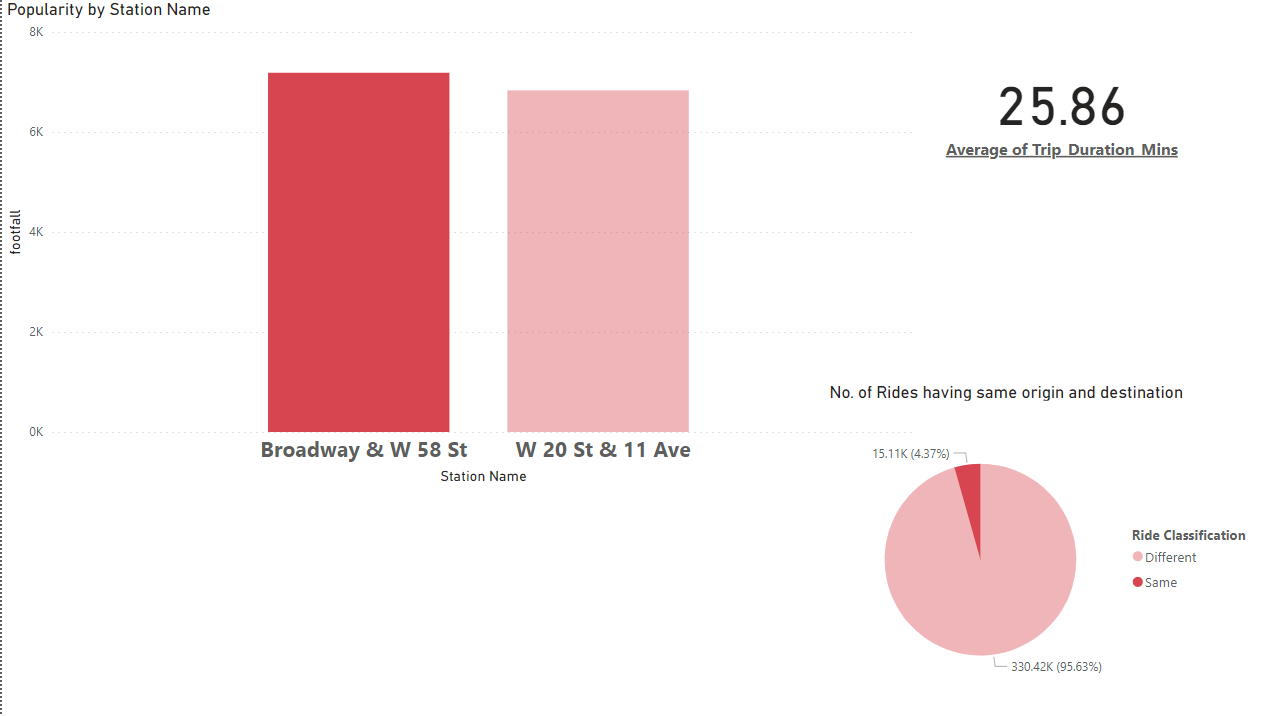 Popularity by Station Name
8K
6K
4K
2K
0K
footfall
Broadway & W 58 St
W 20 St & 11 Ave
Station Name
25.86
Average of Trip_Duration_Mins
No. of Rides having same origin and destination
15.11K (4.37%)
330.42K (95.63%)
Ride Classification
Different
Same